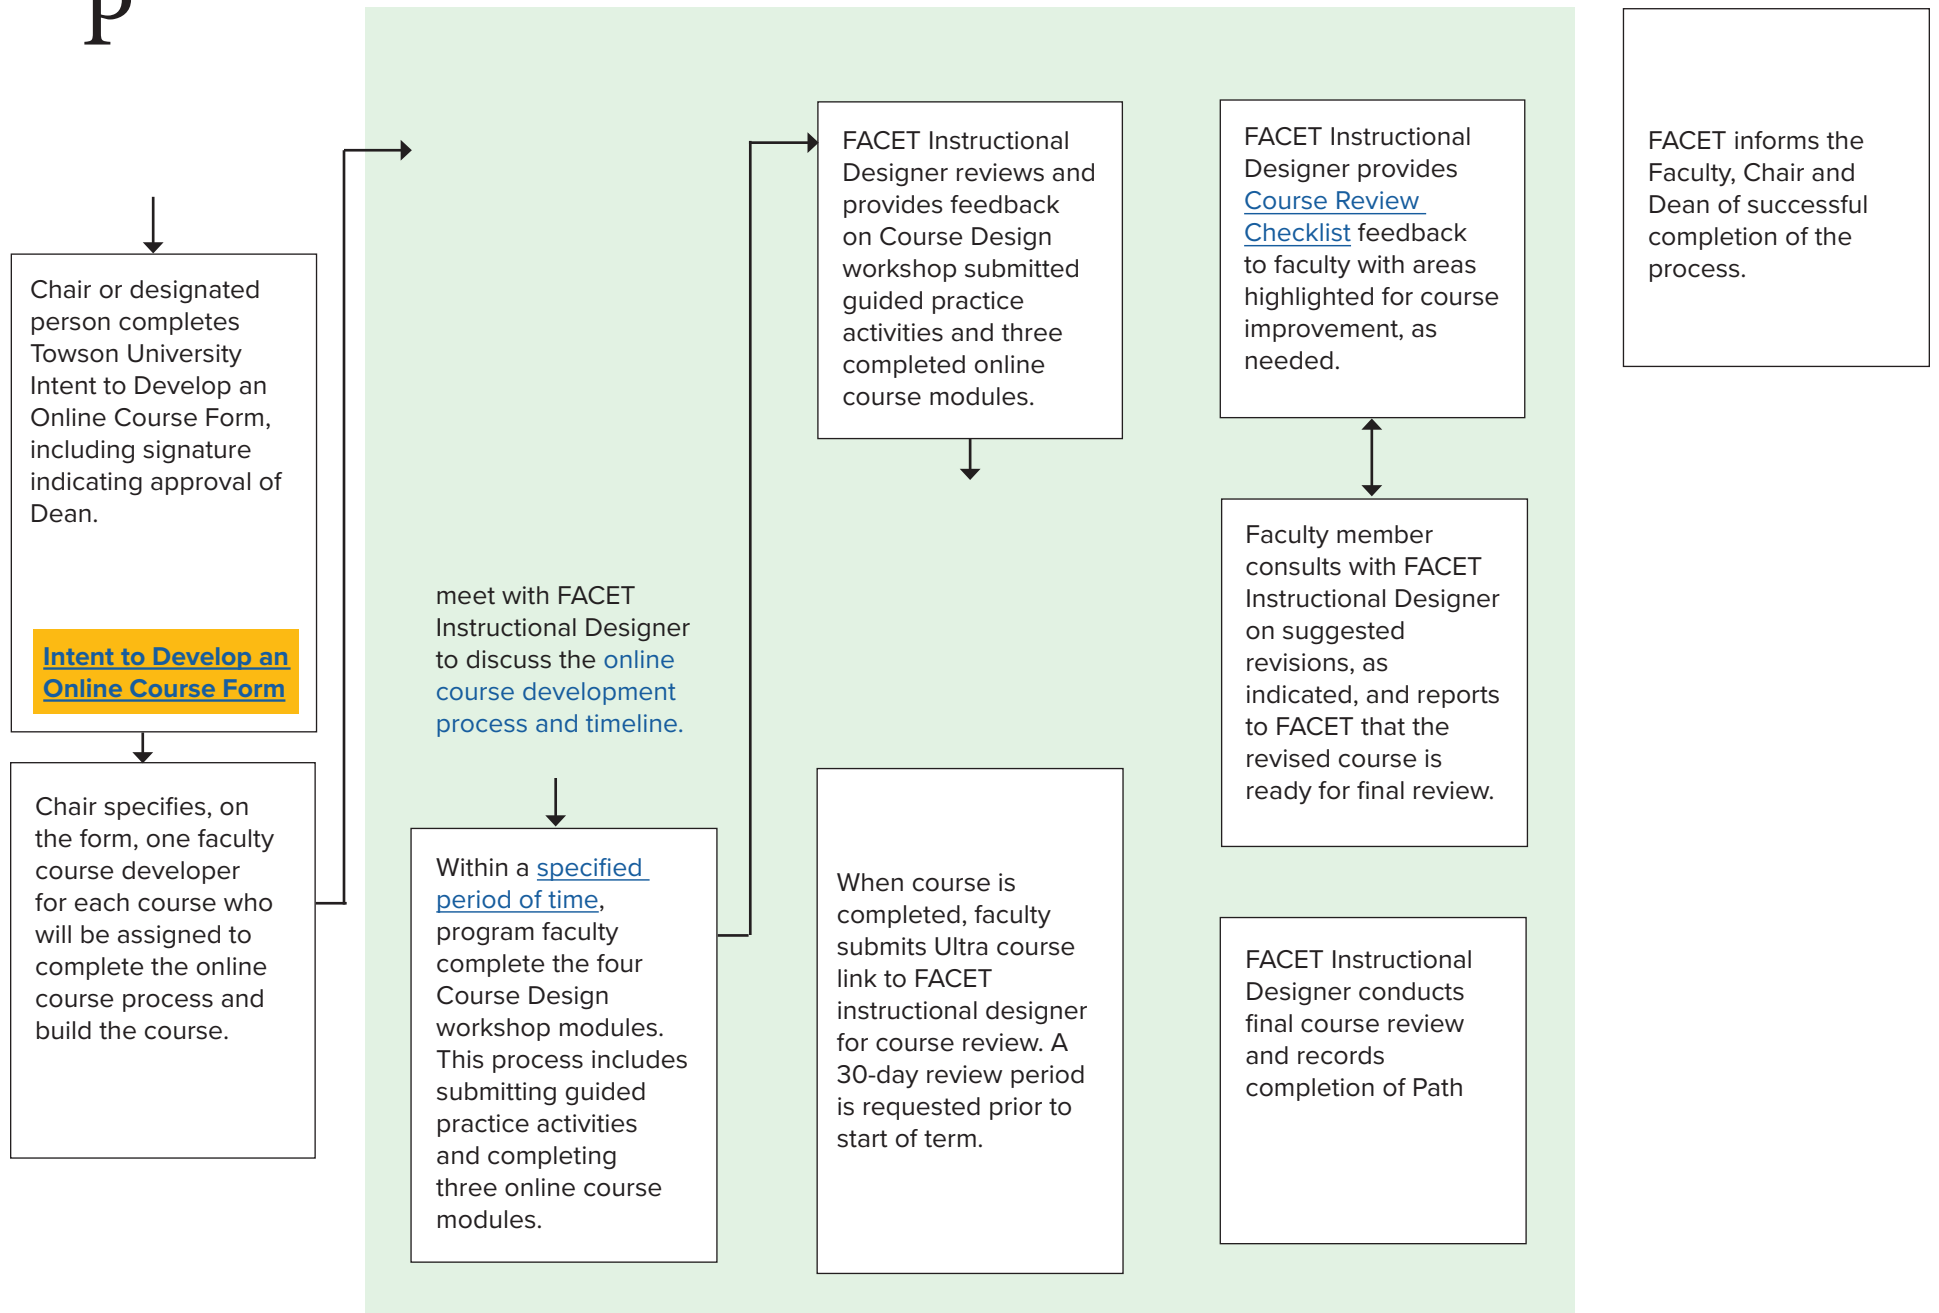 p
Chair or designated
person completes
Towson University
Intent to Develop an
Online Course Form,
including signature
indicating approval of
Dean.
Intent to Develop an
Online Course Form
Chair specifies, on
the form, one faculty
course developer
for each course who
will be assigned to
complete the online
course process and
build the course.
meet with FACET
Instructional Designer
to discuss the online
course development
process and timeline.
Within a specified
period of time,
program faculty
complete the four
Course Design
workshop modules.
This process includes
submitting guided
practice activities
and completing
three online course
modules.
FACET Instructional
Designer reviews and
provides feedback
on Course Design
workshop submitted
guided practice
activities and three
completed online
course modules.
When course is
completed, faculty
submits Ultra course
link to FACET
instructional designer
for course review. A
30-day review period
is requested prior to
start of term.
FACET Instructional
Designer provides
Course Review
Checklist feedback
to faculty with areas
highlighted for course
improvement, as
needed.
Faculty member
consults with FACET
Instructional Designer
on suggested
revisions, as
indicated, and reports
to FACET that the
revised course is
ready for final review.
FACET Instructional
Designer conducts
final course review
and records
completion of Path
FACET informs the
Faculty, Chair and
Dean of successful
completion of the
process.